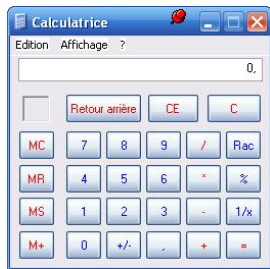 Calculatrice
Edition Affichage ?
0,
Retour arrière CE C
MC 7 8 9 / Rac
MR 4 5 6 * %
MS 1 2 3 - 1/x
M+ 0 +/- , + =